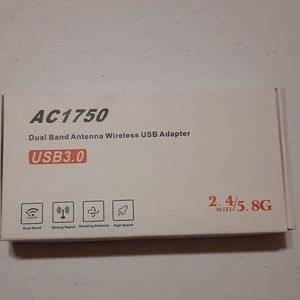 AC1750
Dual Band Antenna Wireless USB Adapter
USB3.0
Dual Band Strong Signal Rotating Antenna High Speed
2.4/5.8G
WiFi